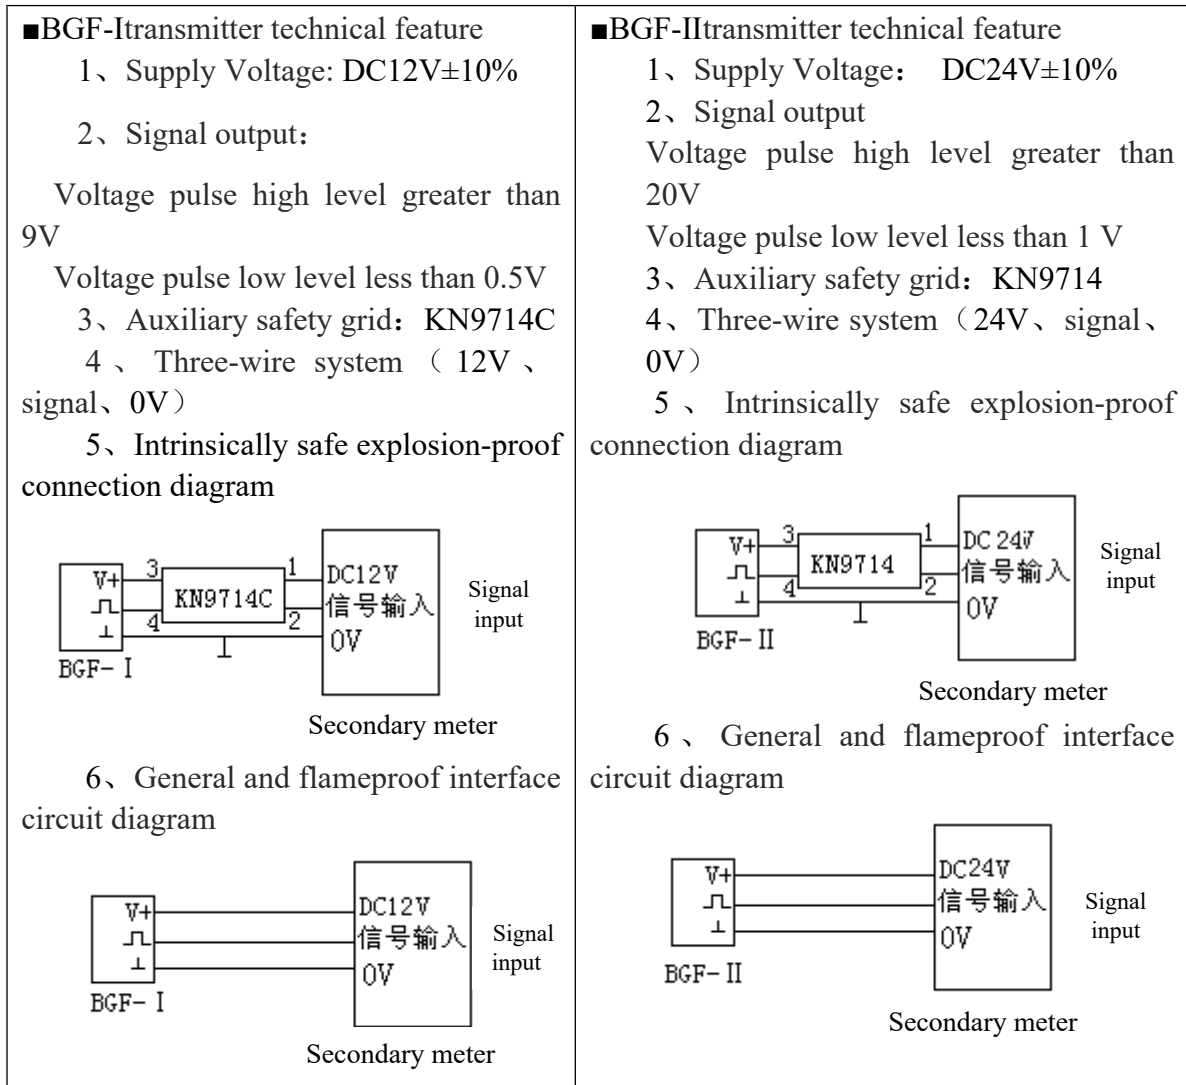 ■BGF-Itransmitter technical feature
1、Supply Voltage: DC12V±10%
2、Signal output：
Voltage pulse high level greater than
9V
Voltage pulse low level less than 0.5V
3、Auxiliary safety grid：KN9714C
4 、 Three-wire system （ 12V 、
signal、0V）
5、Intrinsically safe explosion-proof
connection diagram
V+
3
KN9714C
1
DC12V
信号输入
Signal
input
⊥
4
2
0V
BGF-Ⅰ
⊥
Secondary meter
6、General and flameproof interface
circuit diagram
V+
DC12V
信号输入
Signal
input
⊥
0V
BGF-Ⅰ
Secondary meter
■BGF-IItransmitter technical feature
1、Supply Voltage： DC24V±10%
2、Signal output
Voltage pulse high level greater than
20V
Voltage pulse low level less than 1 V
3、Auxiliary safety grid：KN9714
4、Three-wire system（24V、signal、
0V）
5 、 Intrinsically safe explosion-proof
connection diagram
V+
3
KN9714
1
DC 24V
信号输入
Signal
input
⊥
4
2
0V
BGF-Ⅱ
⊥
Secondary meter
6 、 General and flameproof interface
circuit diagram
V+
DC24V
信号输入
Signal
input
⊥
0V
BGF-Ⅱ
Secondary meter